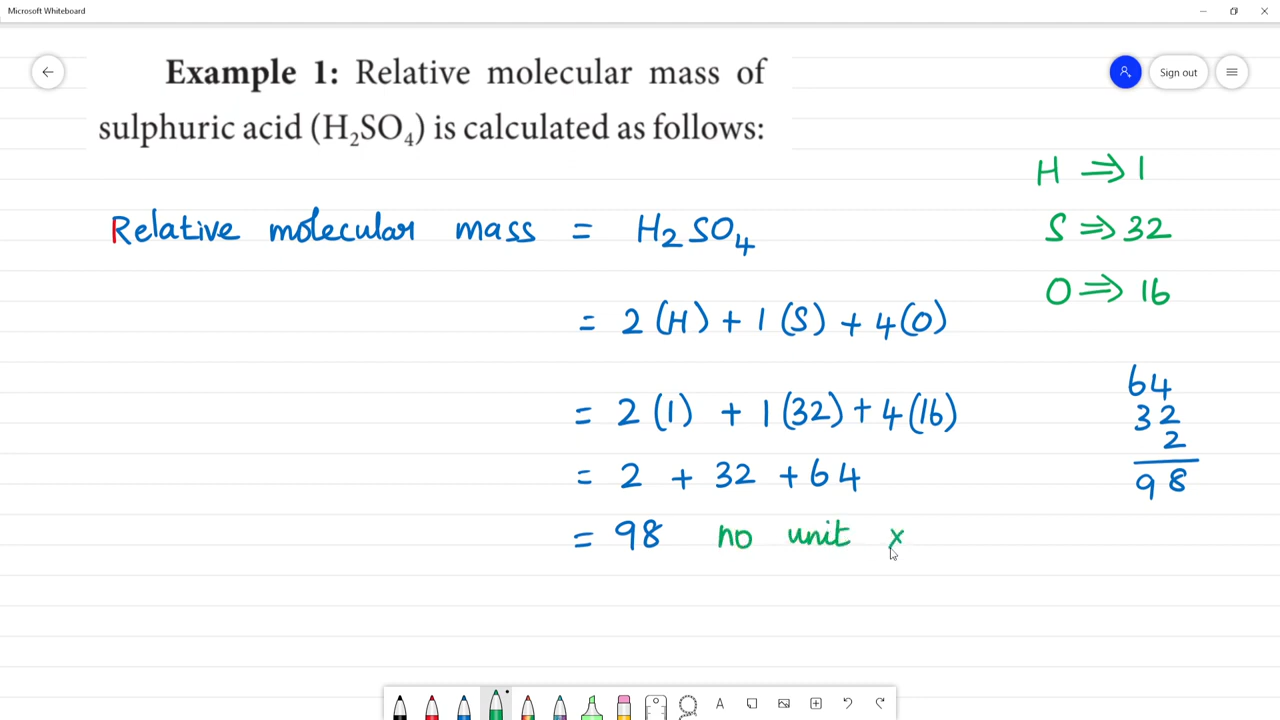 Microsoft Whiteboard
Sign out
Example 1: Relative molecular mass of
sulphuric acid (H₂SO₄) is calculated as follows:
H ⇒ 1
Relative molecular mass = H₂SO₄
S ⇒ 32
O ⇒ 16
= 2 (H) + 1 (S) + 4 (O)
= 2 (1) + 1 (32) + 4 (16)
= 2 + 32 + 64
= 98 no unit x
64
32
2
98
A